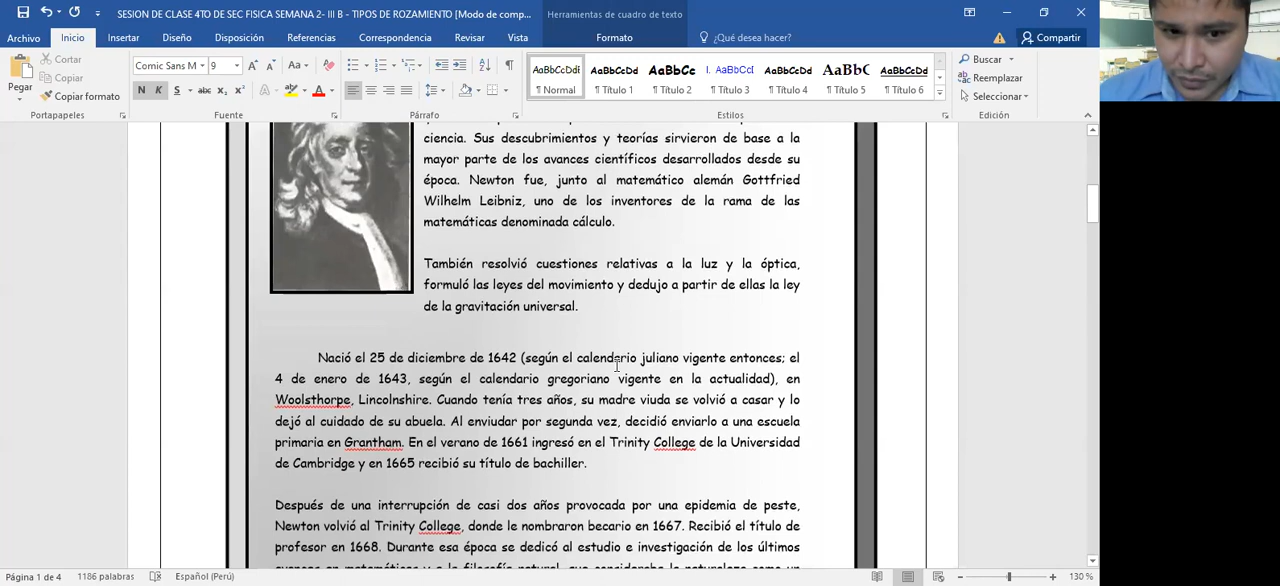 SESION DE CLASE 4TO DE SEC FISICA SEMANA 2- III B - TIPOS DE ROZAMIENTO [Modo de comp...
Herramientas de cuadro de texto
Archivo
Inicio
Insertar
Diseño
Disposición
Referencias
Correspondencia
Revisar
Vista
Formato
¿Qué desea hacer?
Compartir
Pegar
Cortar
Copiar
Copiar formato
Portapapeles
Comic Sans M
9
Aa
N K S abc x₂ x²
Fuente
Párrafo
AaBbCcDdE
¶ Normal
AaBbCcDd
¶ Título 1
AaBbCc
¶ Título 2
I. AaBbCcI
¶ Título 3
AaBbCcDd
¶ Título 4
AaBbC
¶ Título 5
AaBbCcDd
¶ Título 6
Estilos
Buscar
Reemplazar
Seleccionar
Edición
ciencia. Sus descubrimientos y teorías sirvieron de base a la
mayor parte de los avances científicos desarrollados desde su
época. Newton fue, junto al matemático alemán Gottfried
Wilhelm Leibniz, uno de los inventores de la rama de las
matemáticas denominada cálculo.
También resolvió cuestiones relativas a la luz y la óptica,
formuló las leyes del movimiento y dedujo a partir de ellas la ley
de la gravitación universal.
Nació el 25 de diciembre de 1642 (según el calendario juliano vigente entonces; el
4 de enero de 1643, según el calendario gregoriano vigente en la actualidad), en
Woolsthorpe, Lincolnshire. Cuando tenía tres años, su madre viuda se volvió a casar y lo
dejó al cuidado de su abuela. Al enviudar por segunda vez, decidió enviarlo a una escuela
primaria en Grantham. En el verano de 1661 ingresó en el Trinity College de la Universidad
de Cambridge y en 1665 recibió su título de bachiller.
Después de una interrupción de casi dos años provocada por una epidemia de peste,
Newton volvió al Trinity College, donde le nombraron becario en 1667. Recibió el título de
profesor en 1668. Durante esa época se dedicó al estudio e investigación de los últimos
Página 1 de 4
1186 palabras
Español (Perú)
130 %